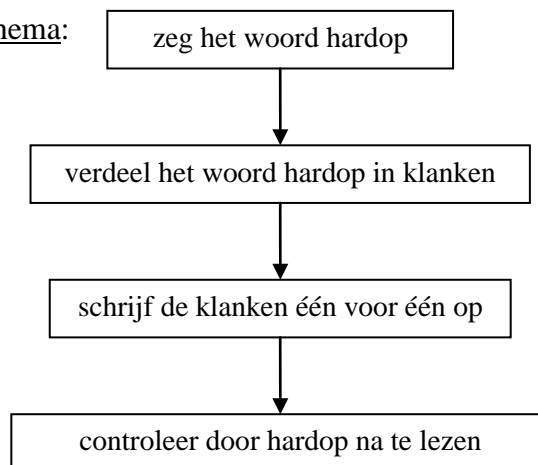 hema:
zeg het woord hardop
verdeel het woord hardop in klanken
schrijf de klanken één voor één op
controleer door hardop na te lezen